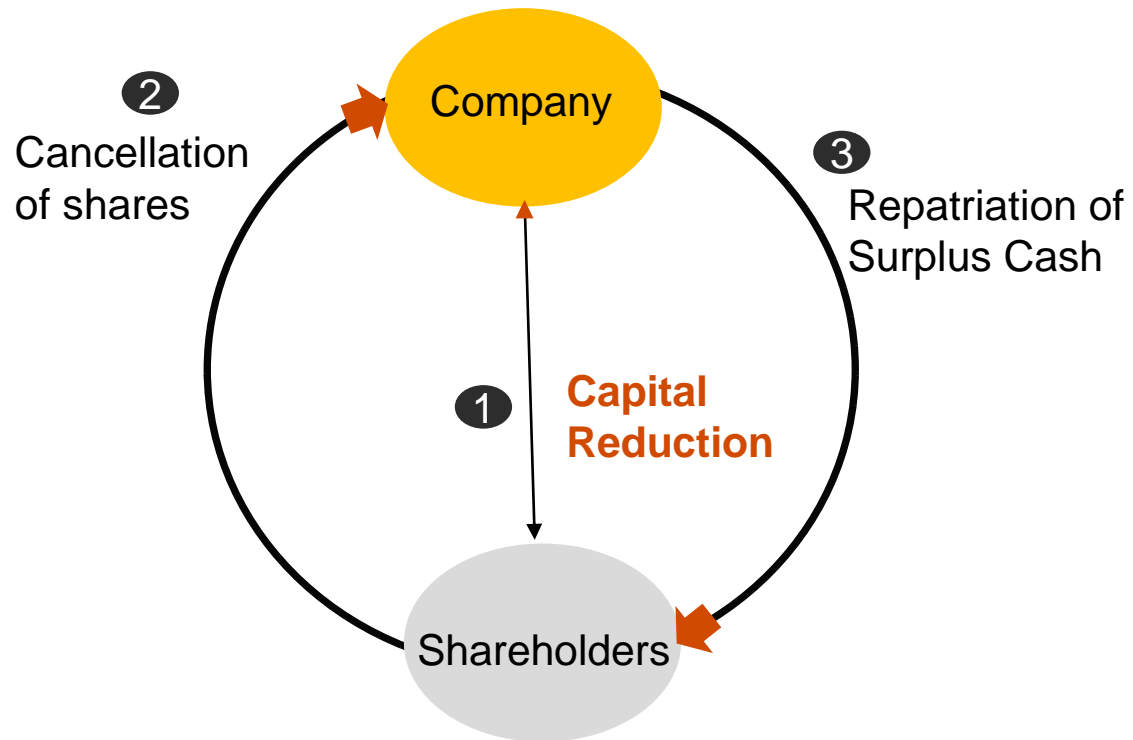 Company
2
Cancellation
of shares
3
Repatriation of
Surplus Cash
1
Capital
Reduction
Shareholders